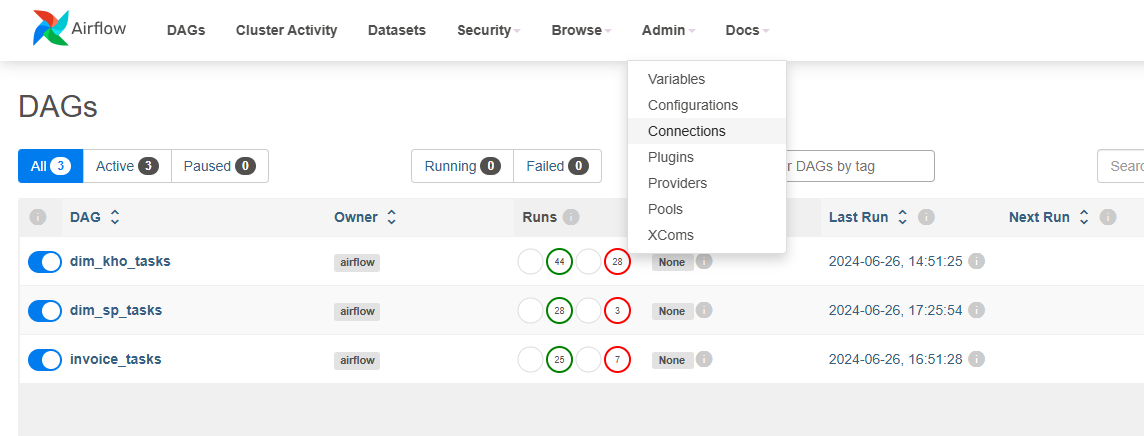 Airflow DAGs Cluster Activity Datasets Security Browse Admin Docs
Variables
Configurations
Connections
Plugins
Providers
Pools
XComs
DAGs
All 3 Active 3 Paused 0 Running 0 Failed 0 DAGs by tag
DAG Owner Runs Last Run Next Run
dim_kho_tasks airflow 44 28 None 2024-06-26, 14:51:25
dim_sp_tasks airflow 28 3 None 2024-06-26, 17:25:54
invoice_tasks airflow 25 7 None 2024-06-26, 16:51:28